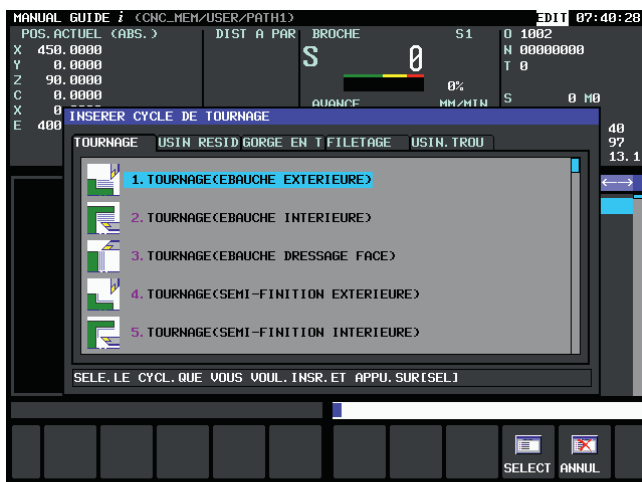 MANUAL GUIDE i (CNC_MEM/USER/PATH1) EDIT 07:40:28
POS.ACTUEL (ABS.) DIST A PAR BROCHE S1 O 1002
X 450.0000 S 0 N 00000000
Y 0.0000 T 0
Z 90.0000 0%
C 0.0000 AVANCE MM/MIN S 0 M0
X
E 400 40
97
13.1
INSERER CYCLE DE TOURNAGE
TOURNAGE USIN RESID GORGE EN T FILETAGE USIN.TROU
1.TOURNAGE(EBAUCHE EXTERIEURE)
2.TOURNAGE(EBAUCHE INTERIEURE)
3.TOURNAGE(EBAUCHE DRESSAGE FACE)
4.TOURNAGE(SEMI-FINITION EXTERIEURE)
5.TOURNAGE(SEMI-FINITION INTERIEURE)
SELE.LE CYCL.QUE VOUS VOUL.INSR.ET APPU.SUR[SEL]
SELECT ANNUL